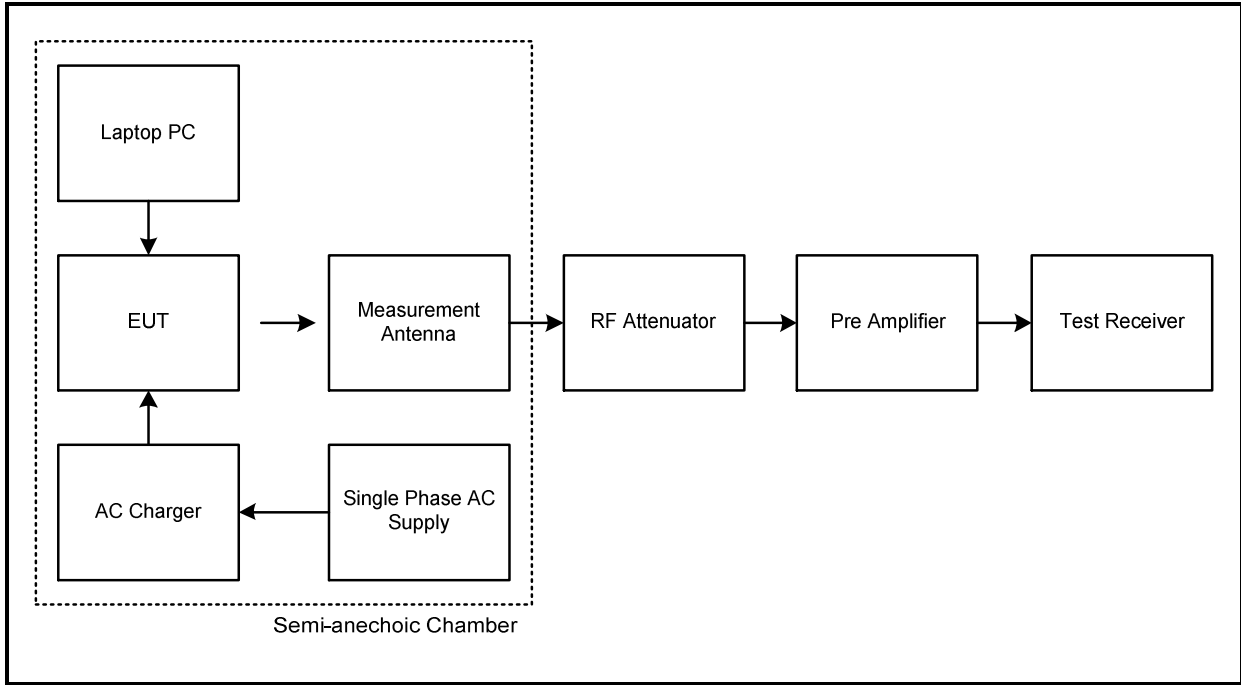 Laptop PC
EUT
Measurement
Antenna
RF Attenuator
Pre Amplifier
Test Receiver
AC Charger
Single Phase AC
Supply
Semi-anechoic Chamber